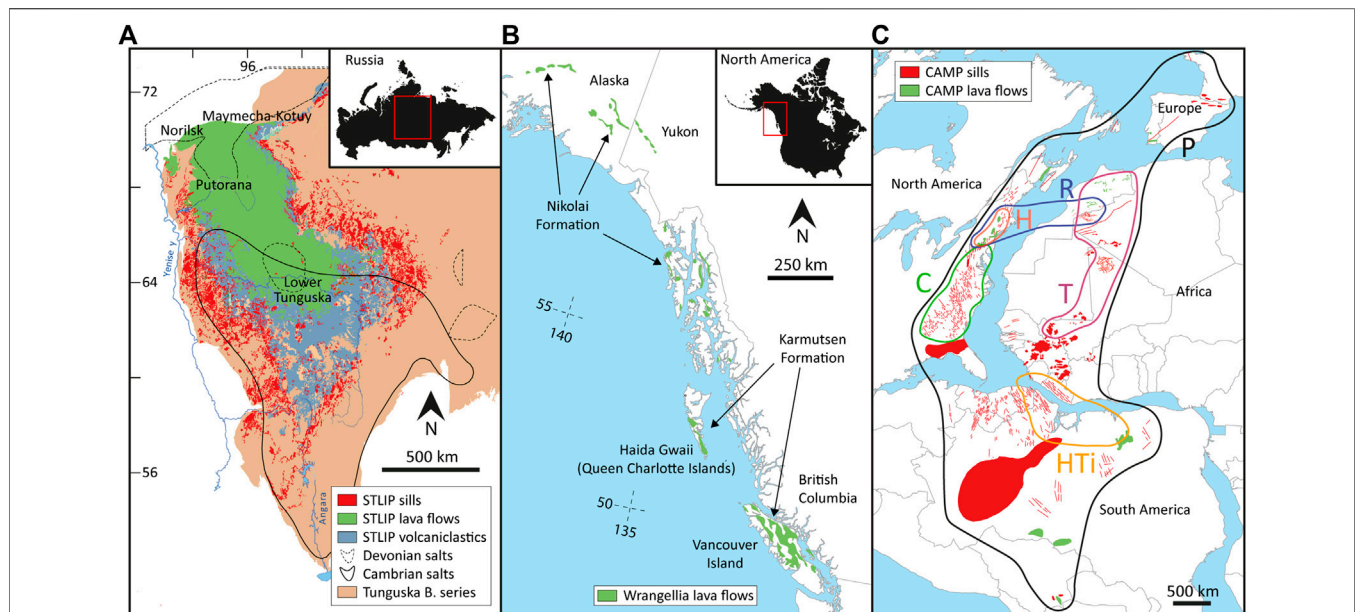 A
96
72
64
56
Russia
Maymecha-Kotuy
Norilsk
Putorana
Yenise y
Lower
Tunguska
Angara
N
500 km
STLIP sills
STLIP lava flows
STLIP volcaniclastics
Devonian salts
Cambrian salts
Tunguska B. series
B
Alaska
Yukon
North America
Nikolai
Formation
N
250 km
55
140
Karmutsen
Formation
Haida Gwaii
(Queen Charlotte Islands)
British
Columbia
50
135
Vancouver
Island
Wrangellia lava flows
C
CAMP sills
CAMP lava flows
Europe
P
North America
R
H
C
T
Africa
HTi
South America
500 km